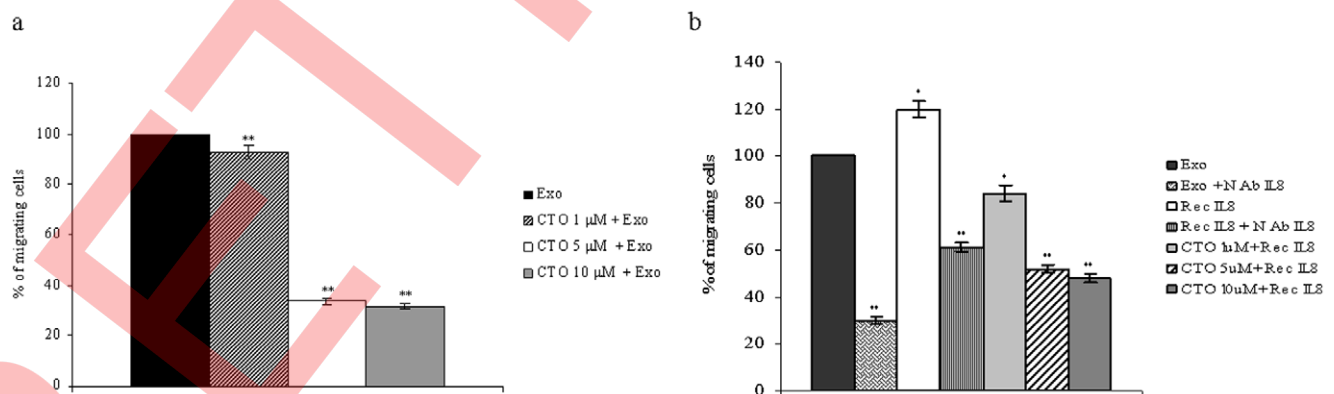 a
120
100
80
60
40
20
0
% of migrating cells
**
**
**
Exo
CTO 1 µM + Exo
CTO 5 µM + Exo
CTO 10 µM + Exo
b
140
120
100
80
60
40
20
0
%of migrating cells
**
*
**
*
**
**
Exo
Exo +N Ab IL8
Rec IL8
Rec IL8 + N Ab IL8
CTO 1uM+Rec IL8
CTO 5uM+Rec IL8
CTO 10uM+Rec IL8